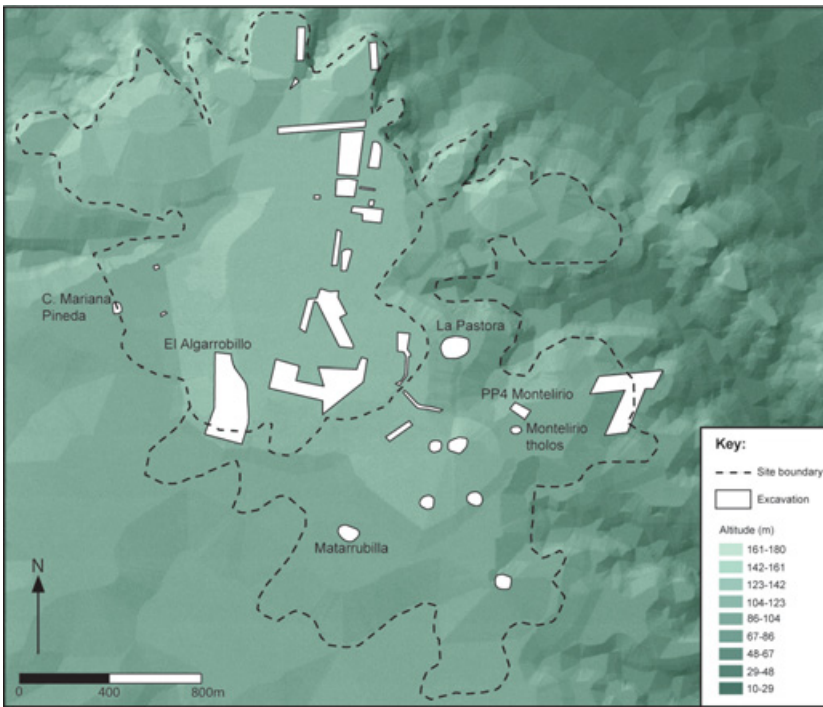 C. Mariana
Pineda
El Algarrobillo
La Pastora
PP4 Montelirio
Montelirio
tholos
Matarrubilla
N
0
400
800m
Key:
Site boundary
Excavation
Altitude (m)
161-180
142-161
123-142
104-123
86-104
67-86
48-67
29-48
10-29